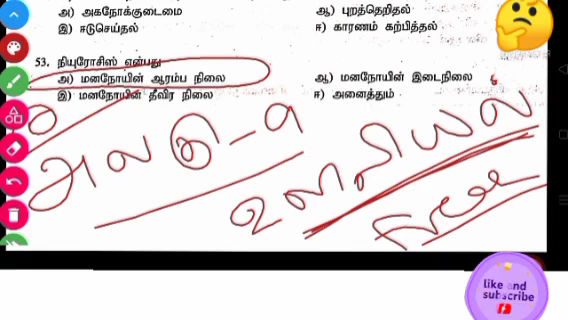 அ) அகநோக்குடைமை ஆ) புறத்தெறிதல்
இ) ஈடுசெய்தல் ஈ) காரணம் கற்பித்தல்
53. நியுரோசிஸ் என்பது
அ) மனநோயின் ஆரம்ப நிலை ஆ) மனநோயின் இடைநிலை
இ) மனநோயின் தீவிர நிலை ஈ) அனைத்தும்
அலகு-9
உளவியல்
Free
like and
subscribe